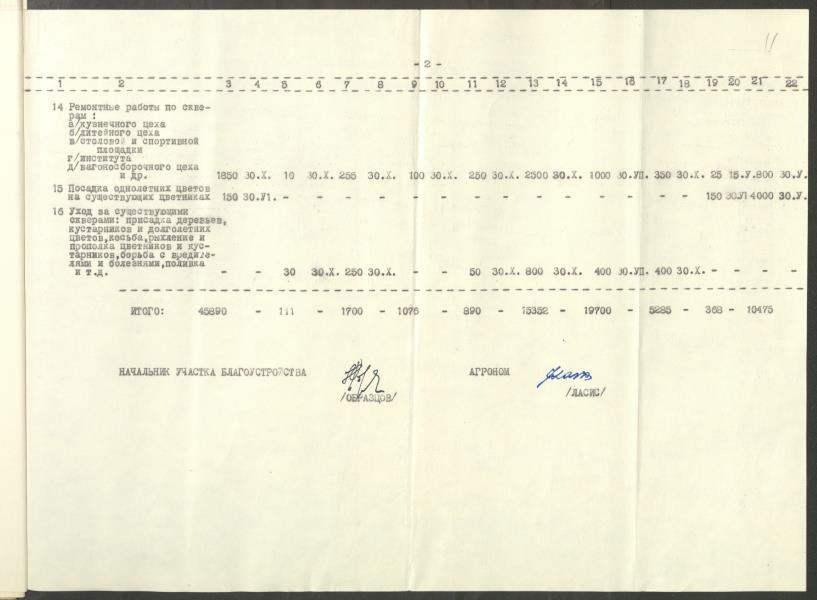 11
- 2 -
1 2 3 4 5 6 7 8 9 10 11 12 13 14 15 16 17 18 19 20 21 22
14 Ремонтные работы по скве-
рам :
а/кузнечного цеха
б/литейного цеха
в/столовой и спортивной
площадки
г/института
д/вагоносборочного цеха
и др. 1850 30.X. 10 30.X. 255 30.X. 100 30.X. 250 30.X. 2500 30.X. 1000 30.УП. 350 30.X. 25 15.У.800 30.У.
15 Посадка однолетних цветов
на существующих цветниках 150 30.У1. - - - - - - - - - - - - - - 150 30.У1 4000 30.У.
16 Уход за существующими
скверами: присадка деревьев,
кустарников и долголетних
цветов,косьба,рыхление и
прополка цветников и кус-
тарников,борьба с вредите-
лями и болезнями,поливка
и т.д. - - 30 30.X. 250 30.X. - - 50 30.X. 800 30.X. 400 30.УП. 400 30.X. - - - -
ИТОГО: 45890 - 111 - 1700 - 1076 - 890 - 15352 - 19700 - 5285 - 368 - 10475
НАЧАЛЬНИК УЧАСТКА БЛАГОУСТРОЙСТВА АГРОНОМ
/ОБРАЗЦОВ/ /ЛАСИС/